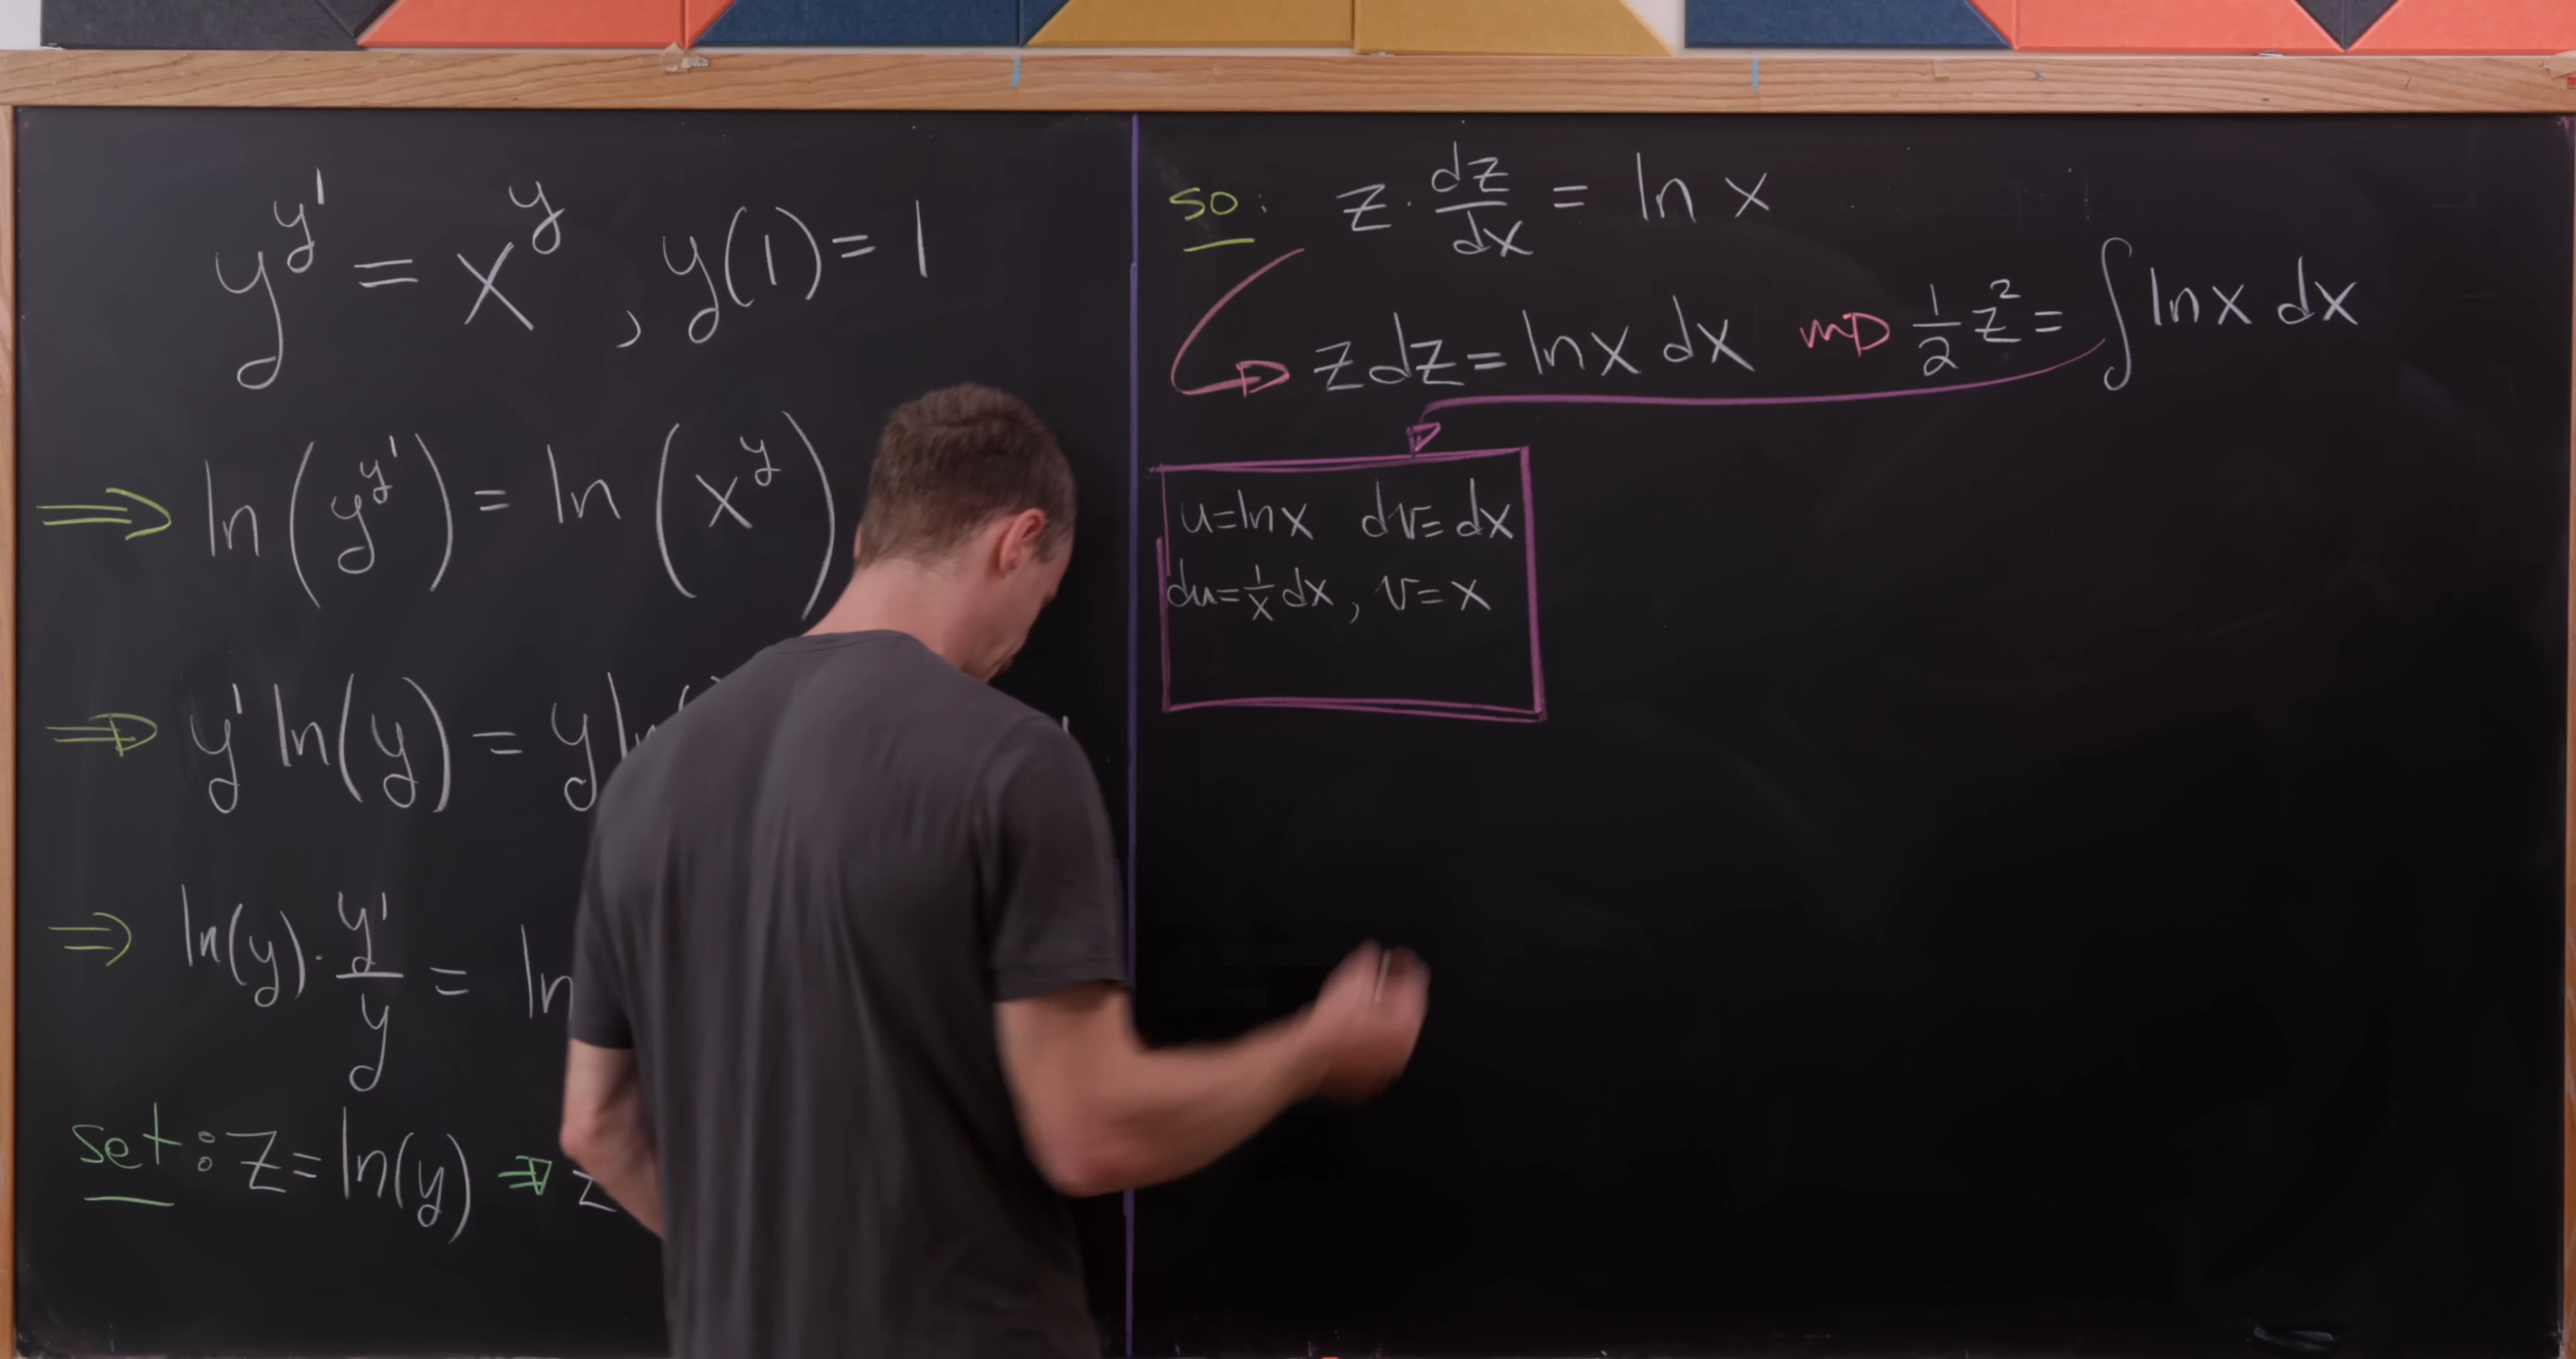 y^{y'} = x^y , y(1) = 1
⇒ ln(y^{y'}) = ln(x^y)
⇒ y' ln(y) = y
⇒ ln(y) · y'/y = ln
set: z = ln(y) ⇒ z
so: z · dz/dx = ln x
z dz = ln x dx ⇝ 1/2 z² = ∫ ln x dx
u = ln x dv = dx
du = 1/x dx, v = x